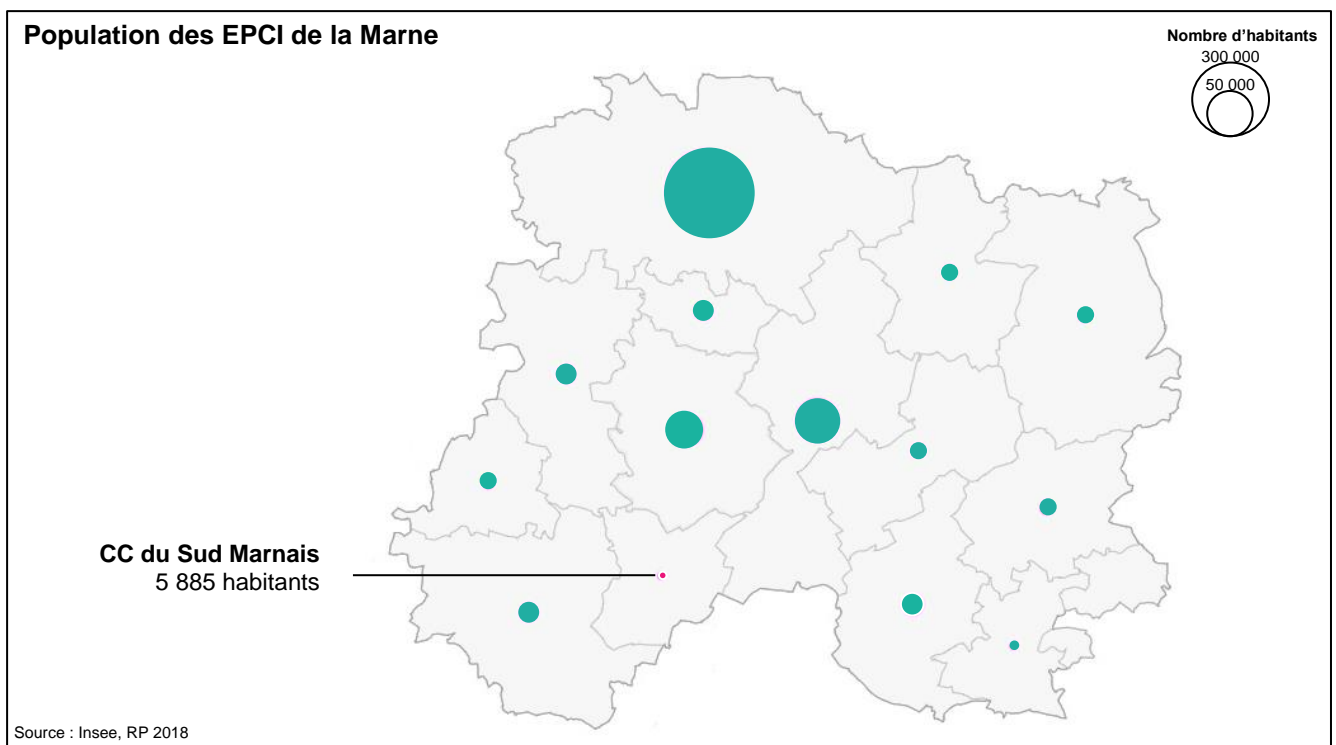 Population des EPCI de la Marne
Nombre d’habitants
300 000
50 000
CC du Sud Marnais
5 885 habitants
Source : Insee, RP 2018